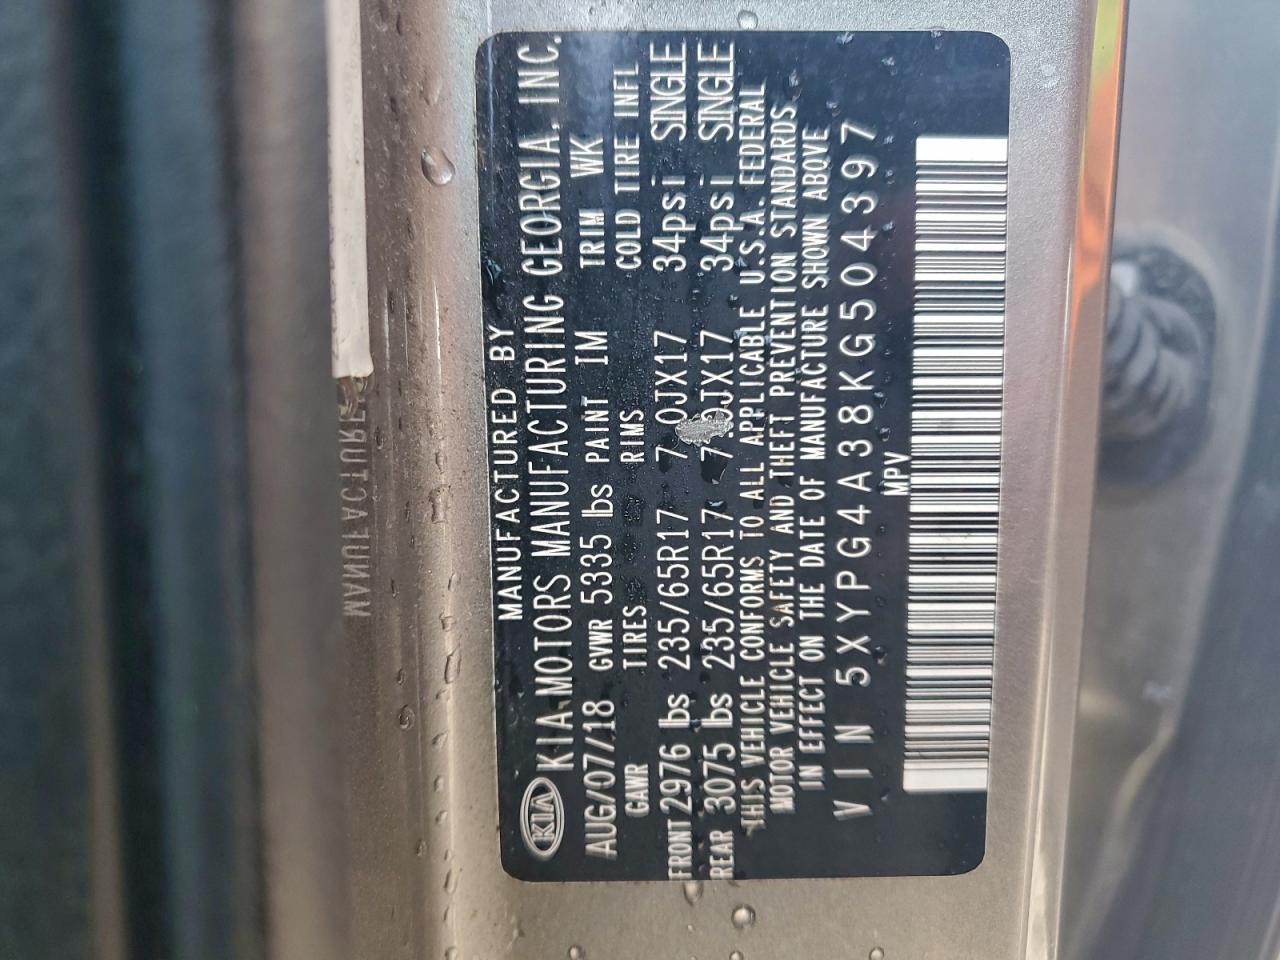 MANUFACTURED BY
KIA KIA MOTORS MANUFACTURING GEORGIA, INC.
AUG/07/18 GVWR 5335 lbs PAINT IM TRIM WK
GAWR TIRES RIMS COLD TIRE INFL
FRONT 2976 lbs 235/65R17 7.0JX17 34psi SINGLE
REAR 3075 lbs 235/65R17 7.0JX17 34psi SINGLE
THIS VEHICLE CONFORMS TO ALL APPLICABLE U.S.A. FEDERAL
MOTOR VEHICLE SAFETY AND THEFT PREVENTION STANDARDS
IN EFFECT ON THE DATE OF MANUFACTURE SHOWN ABOVE
VIN 5XYPG4A38KG504397
MPV
MANUFACTURE